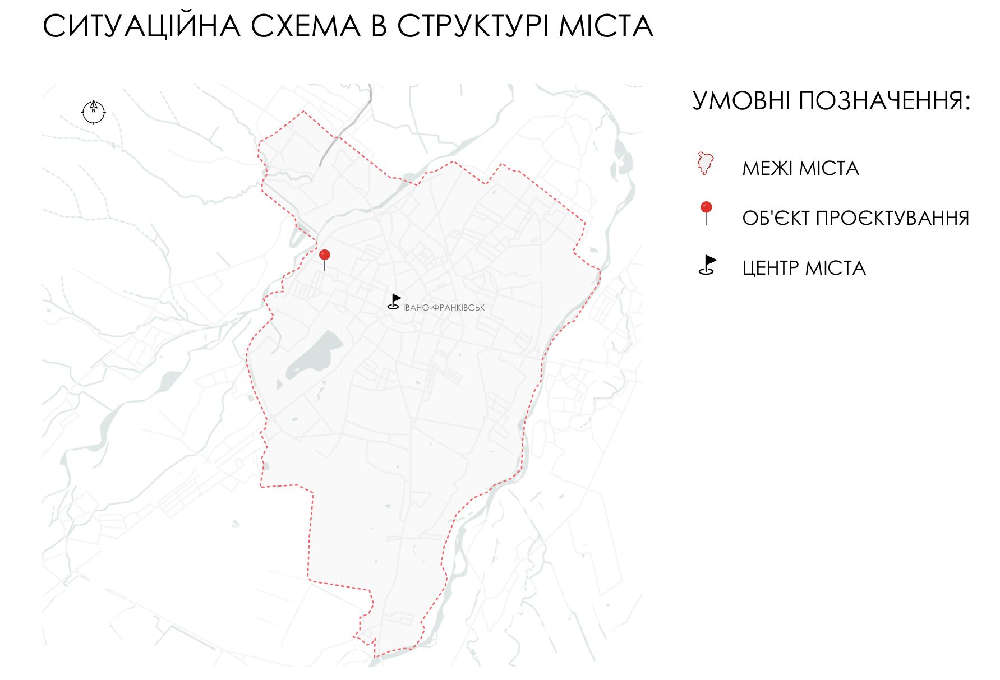 СИТУАЦІЙНА СХЕМА В СТРУКТУРІ МІСТА
N
УМОВНІ ПОЗНАЧЕННЯ:
МЕЖІ МІСТА
ОБ'ЄКТ ПРОЄКТУВАННЯ
ЦЕНТР МІСТА
ІВАНО-ФРАНКІВСЬК